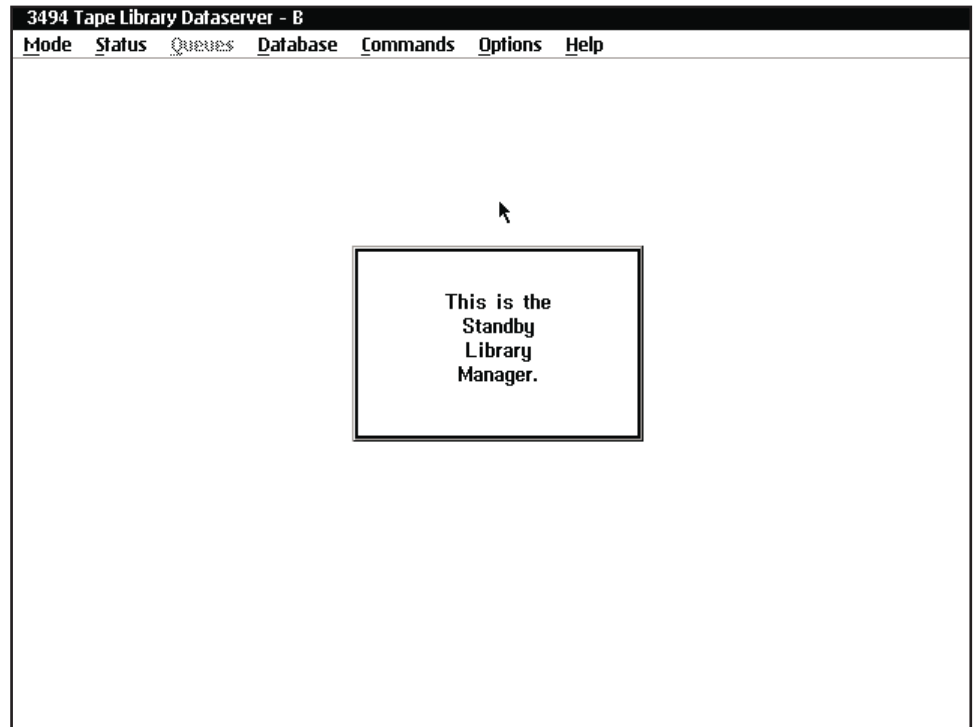 3494 Tape Library Dataserver - B
Mode Status Queues Database Commands Options Help
This is the
Standby
Library
Manager.